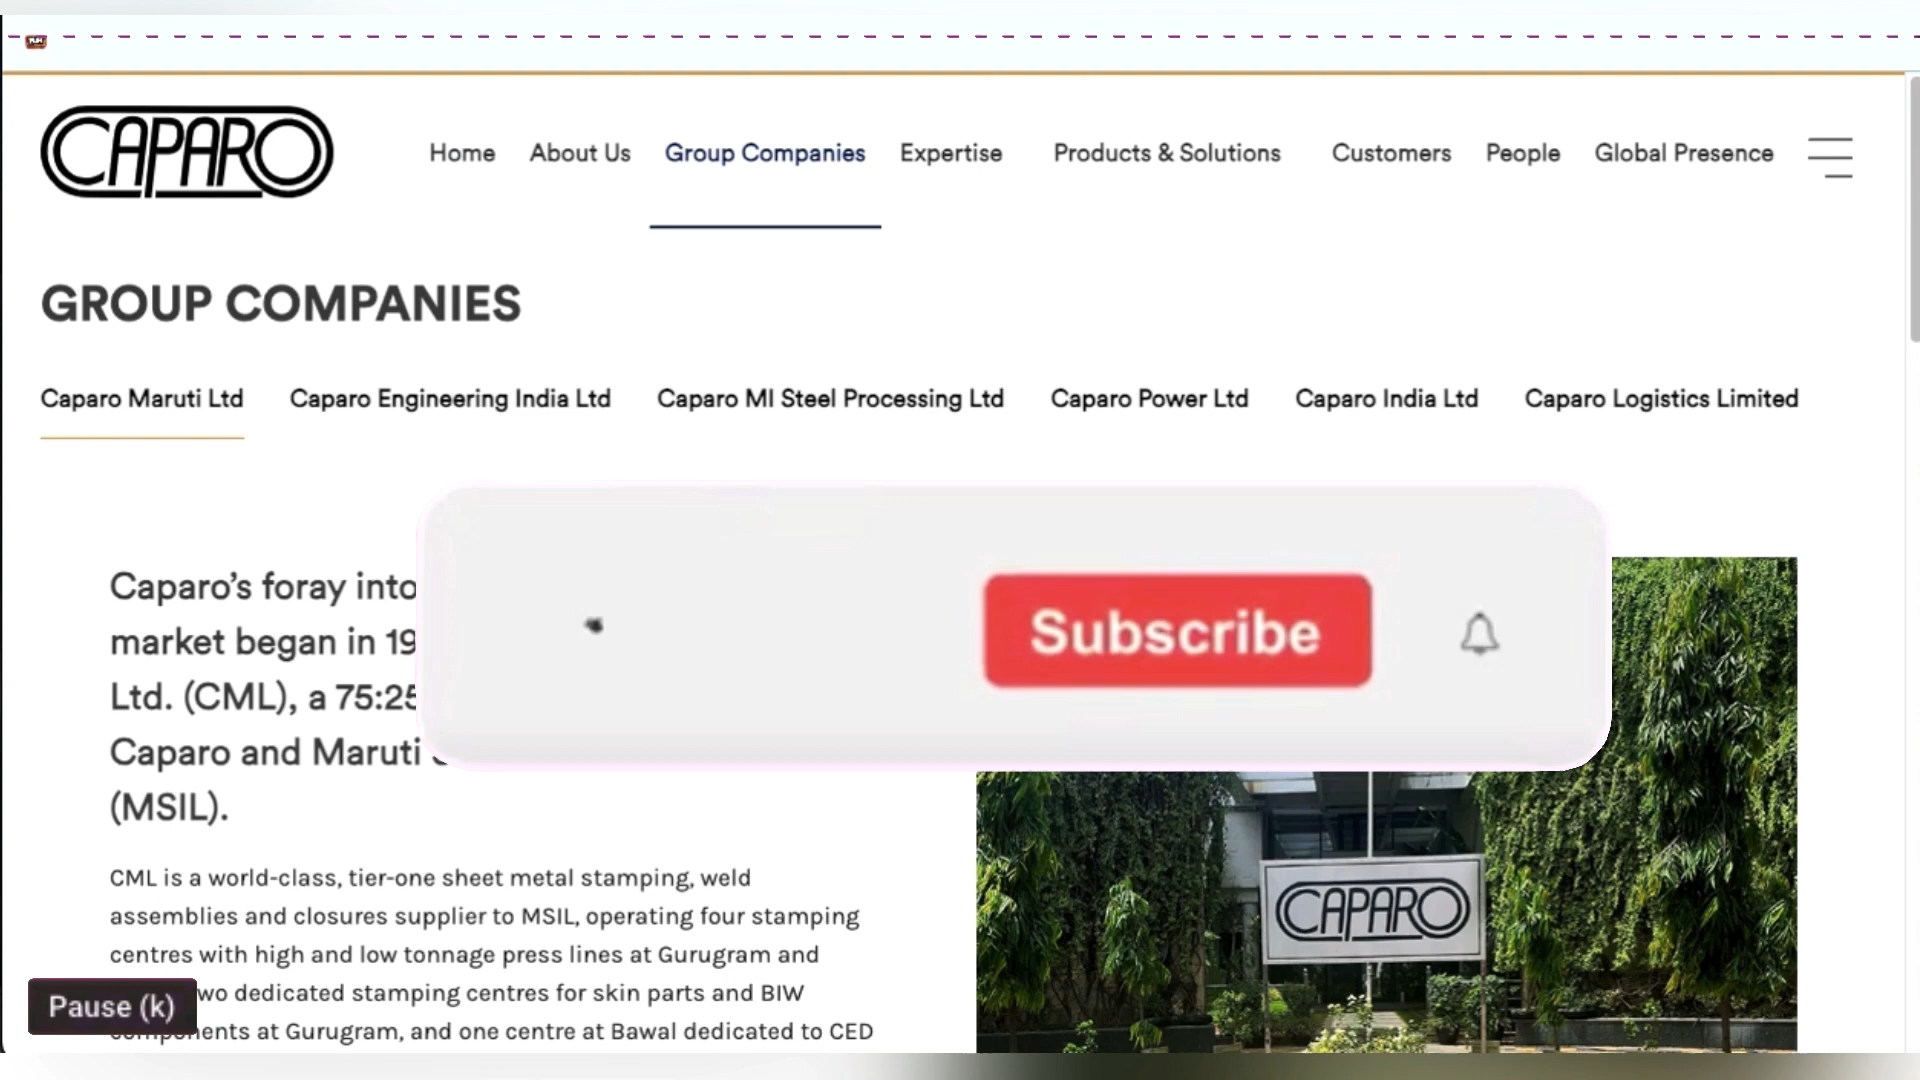 CAPARO
Home About Us Group Companies Expertise Products & Solutions Customers People Global Presence
GROUP COMPANIES
Caparo Maruti Ltd Caparo Engineering India Ltd Caparo MI Steel Processing Ltd Caparo Power Ltd Caparo India Ltd Caparo Logistics Limited
Caparo’s foray into
market began in 19
Ltd. (CML), a 75:25
Caparo and Maruti
(MSIL).
Subscribe
CML is a world-class, tier-one sheet metal stamping, weld
assemblies and closures supplier to MSIL, operating four stamping
centres with high and low tonnage press lines at Gurugram and
wo dedicated stamping centres for skin parts and BIW
components at Gurugram, and one centre at Bawal dedicated to CED
CAPARO
Pause (k)